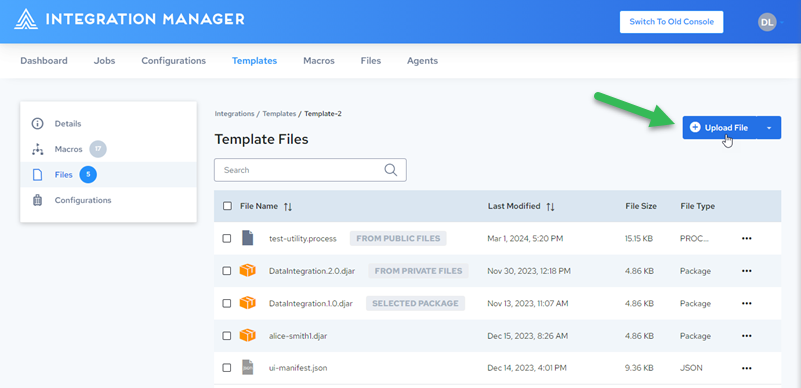 INTEGRATION MANAGER
Switch To Old Console
DL
Dashboard Jobs Configurations Templates Macros Files Agents
Details
Macros 17
Files 5
Configurations
Integrations / Templates / Template-2
Template Files
Upload File
Search
File Name Last Modified File Size File Type
test-utility.process FROM PUBLIC FILES Mar 1, 2024, 5:20 PM 15.15 KB PROC...
DataIntegration.2.0.djar FROM PRIVATE FILES Nov 30, 2023, 12:18 PM 4.86 KB Package
DataIntegration.1.0.djar SELECTED PACKAGE Nov 13, 2023, 11:07 AM 4.86 KB Package
alice-smith1.djar Dec 15, 2023, 8:26 AM 4.86 KB Package
ui-manifest.json Dec 14, 2023, 4:01 PM 9.36 KB JSON